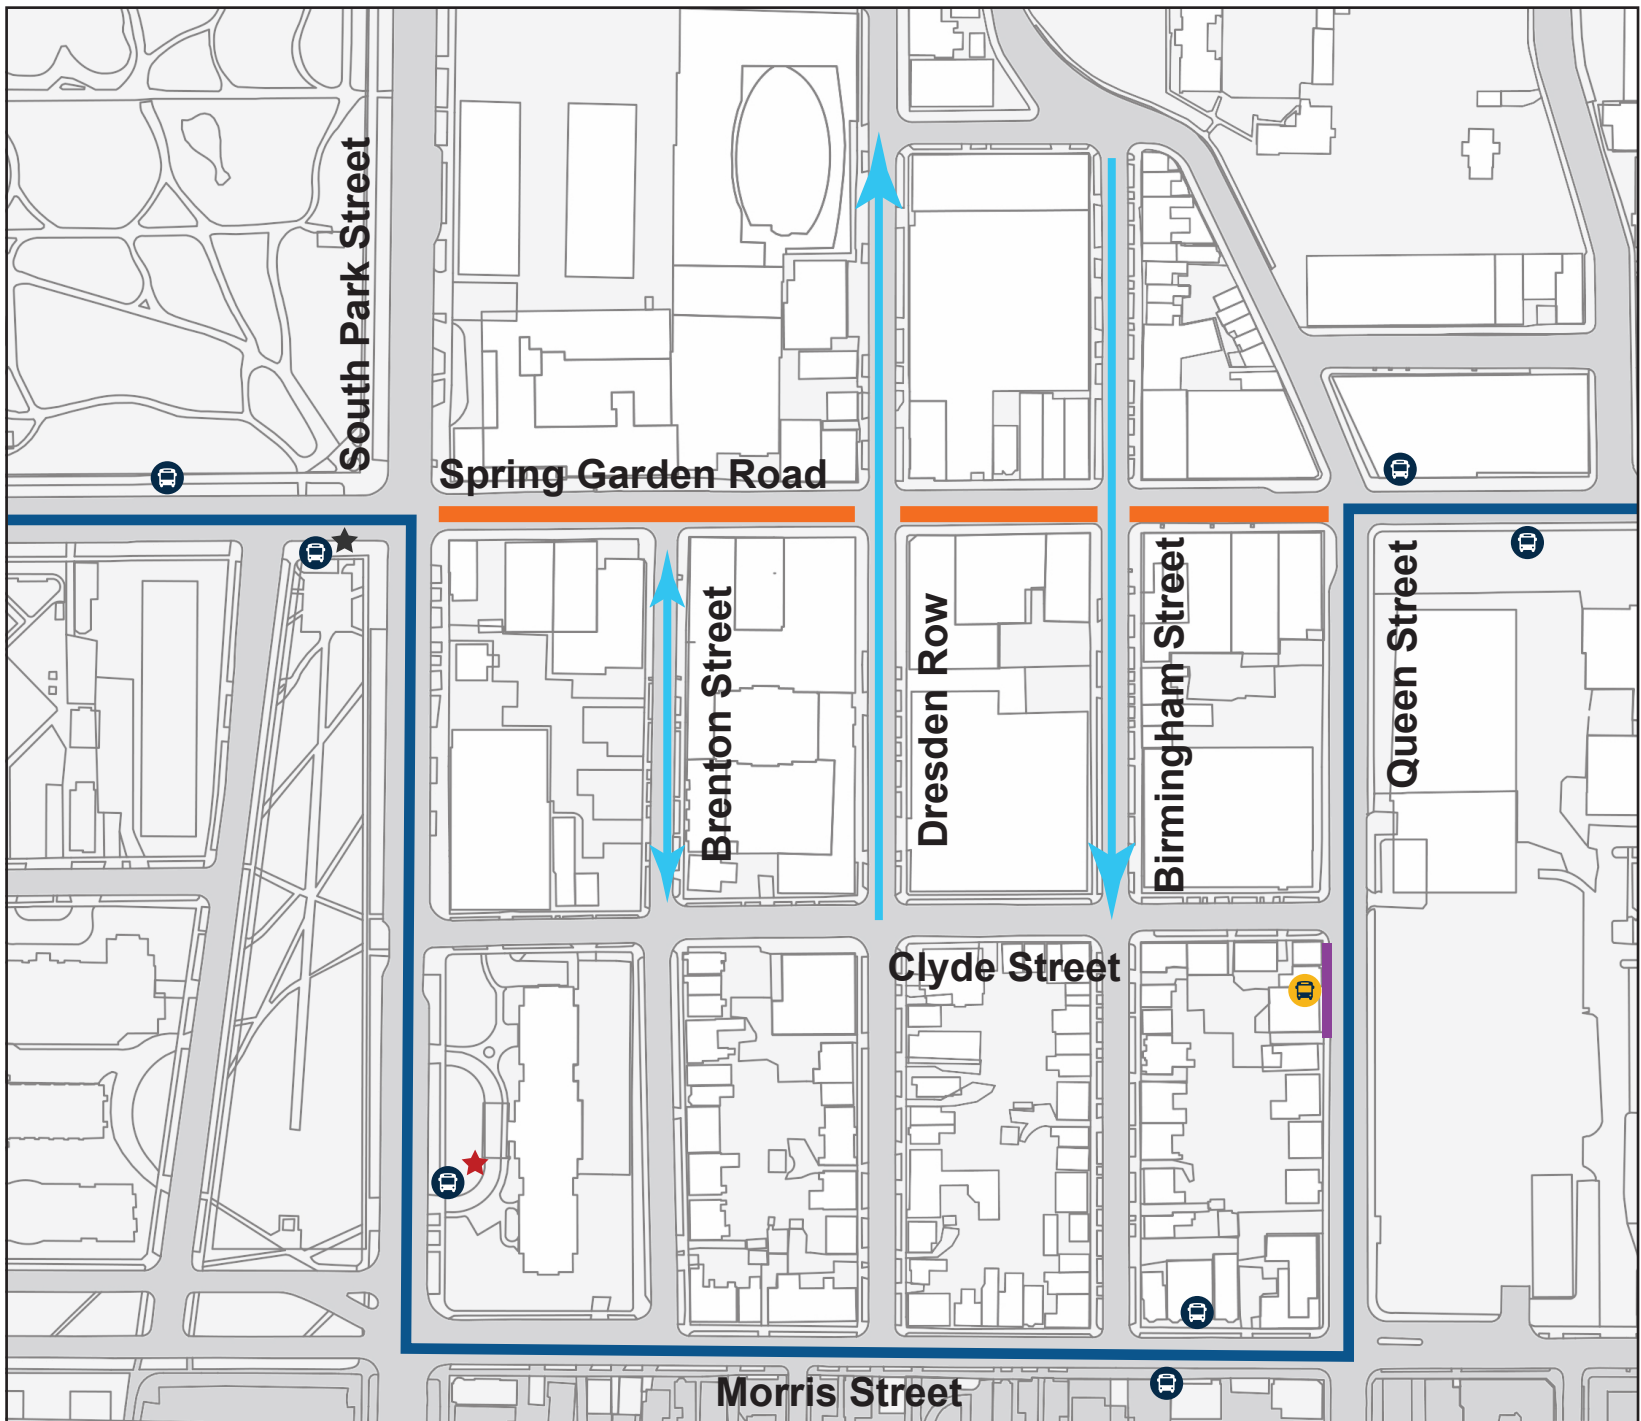 South Park Street
Spring Garden Road
Brenton Street
Dresden Row
Birmingham Street
Queen Street
Clyde Street
Morris Street